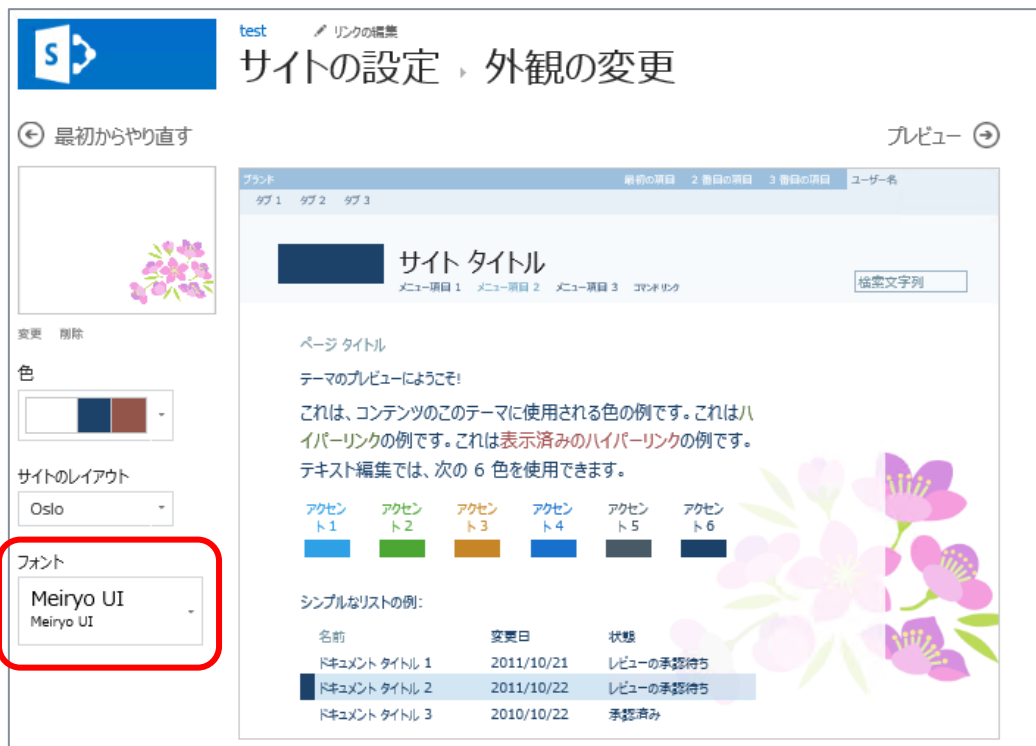 S
test リンクの編集
サイトの設定 › 外観の変更
最初からやり直す
プレビュー
変更 削除
色
サイトのレイアウト
Oslo
フォント
Meiryo UI
Meiryo UI
ブランド 最初の項目 2 番目の項目 3 番目の項目 ユーザー名
タブ 1 タブ 2 タブ 3
サイト タイトル
メニュー項目 1 メニュー項目 2 メニュー項目 3 コマンド リンク
検索文字列
ページ タイトル
テーマのプレビューにようこそ!
これは、コンテンツのこのテーマに使用される色の例です。これはハ
イパーリンクの例です。これは表示済みのハイパーリンクの例です。
テキスト編集では、次の 6 色を使用できます。
アクセン アクセン アクセン アクセン アクセン アクセン
ト 1 ト 2 ト 3 ト 4 ト 5 ト 6
シンプルなリストの例:
名前 変更日 状態
ドキュメント タイトル 1 2011/10/21 レビューの承認待ち
ドキュメント タイトル 2 2011/10/22 レビューの承認待ち
ドキュメント タイトル 3 2010/10/22 承認済み